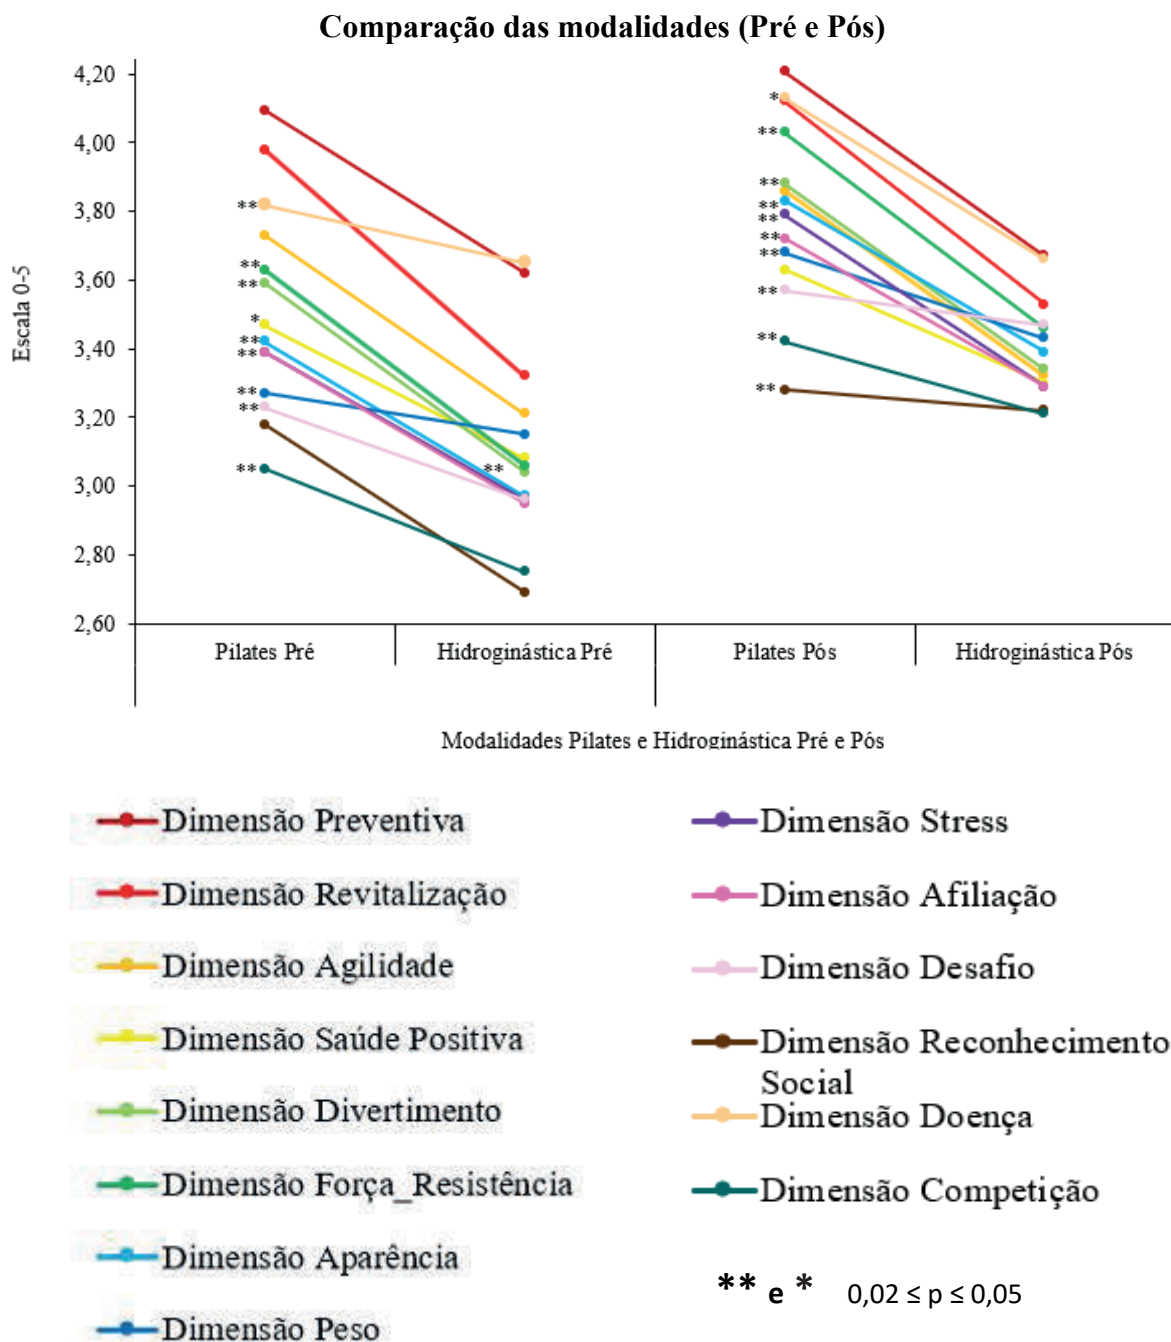 Comparação das modalidades (Pré e Pós)
4,20
4,00
3,80
3,60
3,40
3,20
3,00
2,80
2,60
Escala 0-5
**
**
**
*
**
**
**
**
**
**
*
**
**
**
**
**
**
**
**
**
Pilates Pré
Hidroginástica Pré
Pilates Pós
Hidroginástica Pós
Modalidades Pilates e Hidroginástica Pré e Pós
Dimensão Preventiva
Dimensão Revitalização
Dimensão Agilidade
Dimensão Saúde Positiva
Dimensão Divertimento
Dimensão Força_Resistência
Dimensão Aparência
Dimensão Peso
Dimensão Stress
Dimensão Afiliação
Dimensão Desafio
Dimensão Reconhecimento
Social
Dimensão Doença
Dimensão Competição
** e * 0,02 ≤ p ≤ 0,05